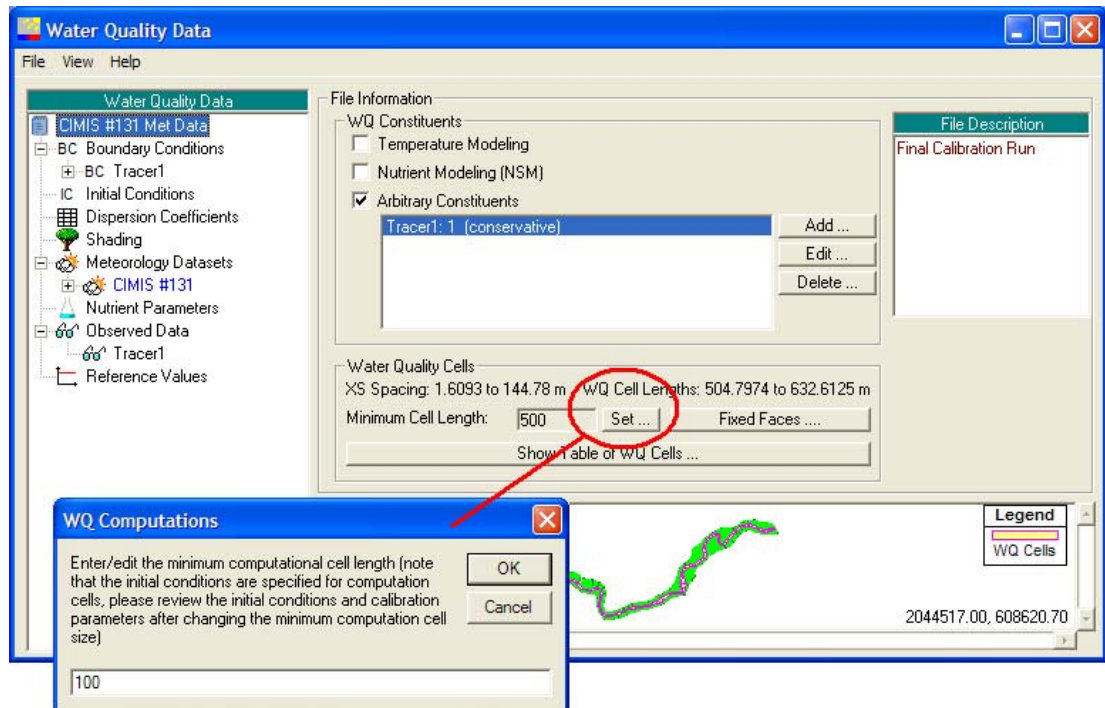 Water Quality Data
File View Help
Water Quality Data
CIMIS #131 Met Data
BC Boundary Conditions
BC Tracer1
IC Initial Conditions
Dispersion Coefficients
Shading
Meteorology Datasets
CIMIS #131
Nutrient Parameters
Observed Data
Tracer1
Reference Values
File Information
WQ Constituents
Temperature Modeling
Nutrient Modeling (NSM)
Arbitrary Constituents
Tracer1: 1 (conservative)
Add ...
Edit ...
Delete ...
File Description
Final Calibration Run
Water Quality Cells
XS Spacing: 1.6093 to 144.78 m WQ Cell Lengths: 504.7974 to 632.6125 m
Minimum Cell Length: 500 Set ... Fixed Faces ....
Show Table of WQ Cells ...
WQ Computations
Enter/edit the minimum computational cell length (note
that the initial conditions are specified for computation
cells, please review the initial conditions and calibration
parameters after changing the minimum computation cell
size)
OK
Cancel
100
Legend
WQ Cells
2044517.00, 608620.70